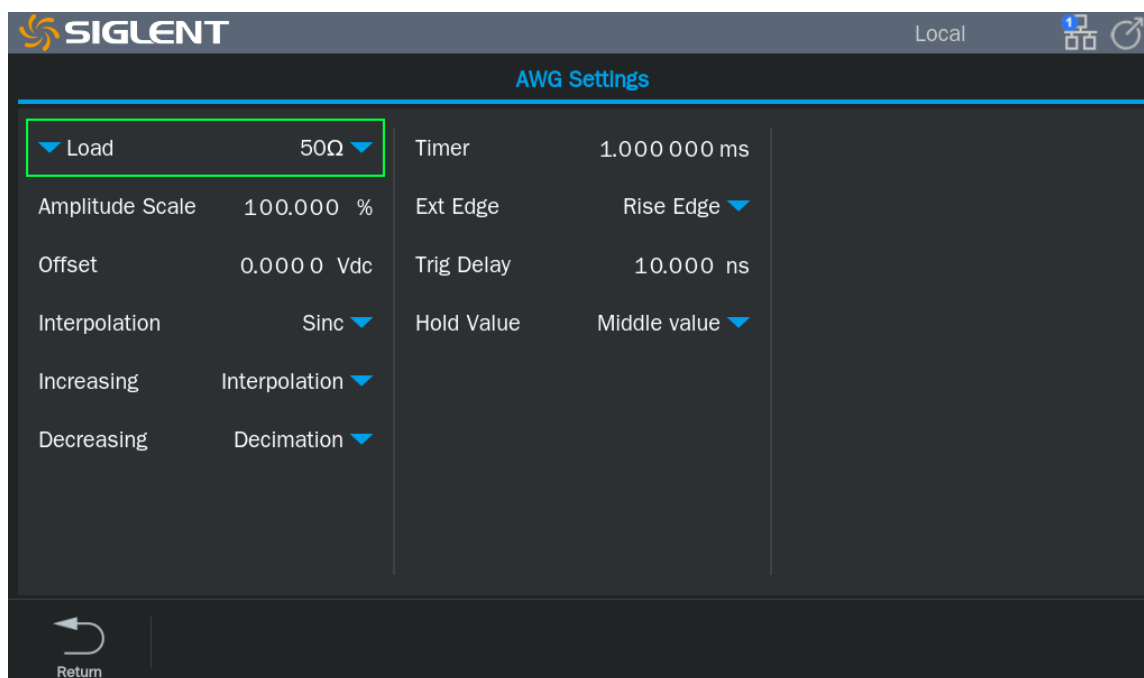 SIGLENT Local 1
AWG Settings
Load 50Ω
Amplitude Scale 100.000 %
Offset 0.0000 Vdc
Interpolation Sinc
Increasing Interpolation
Decreasing Decimation
Timer 1.000 000 ms
Ext Edge Rise Edge
Trig Delay 10.000 ns
Hold Value Middle value
Return